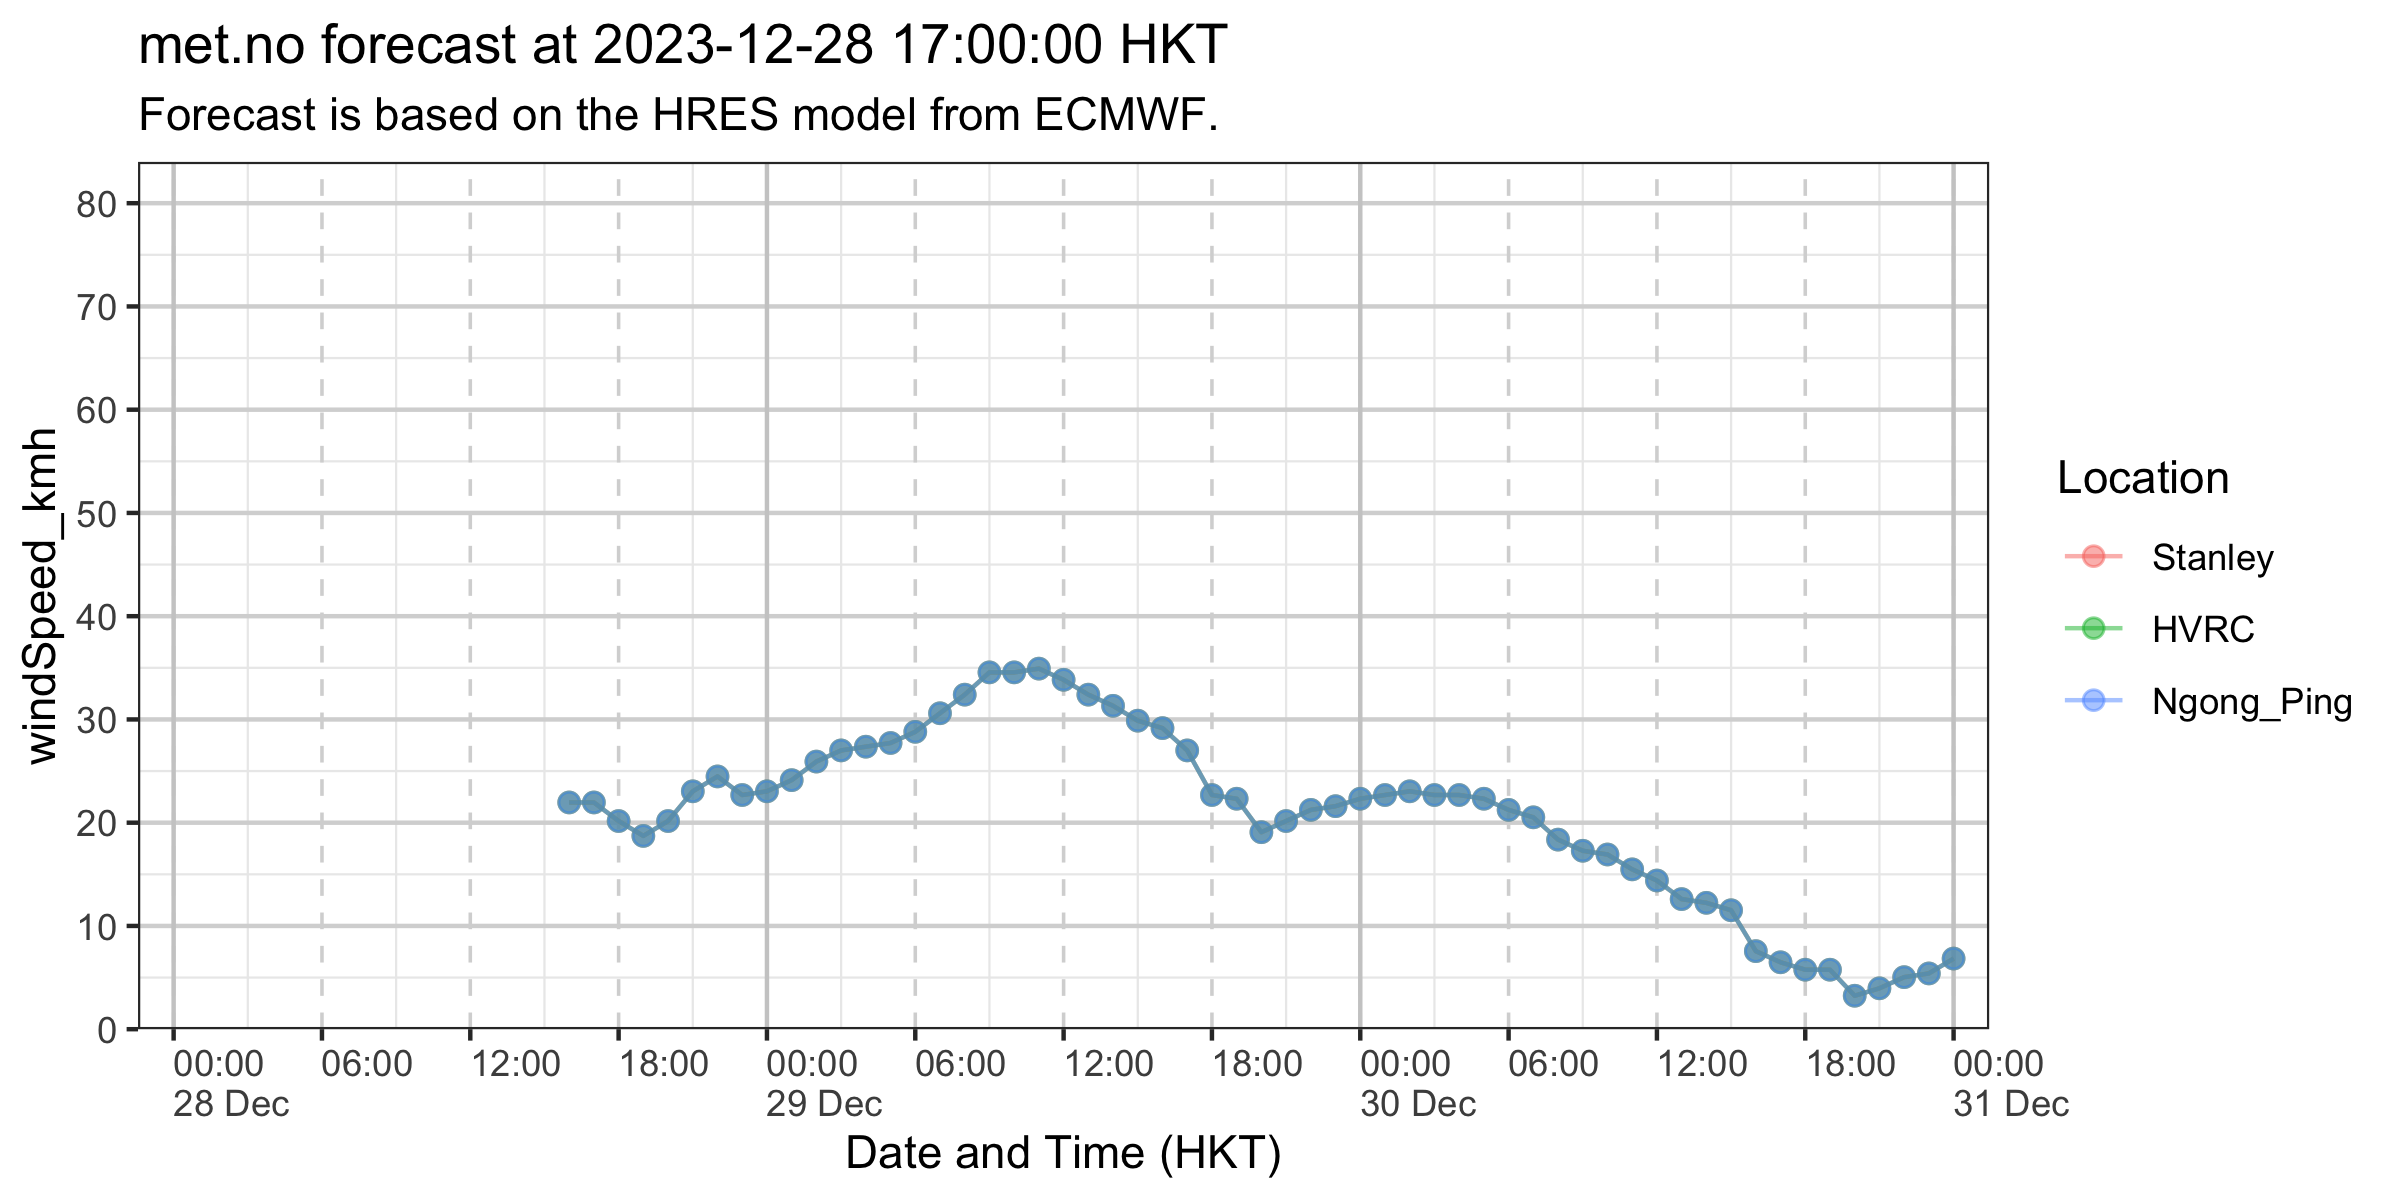 met.no forecast at 2023-12-28 17:00:00 HKT
Forecast is based on the HRES model from ECMWF.
windSpeed_kmh
80
70
60
50
40
30
20
10
0
00:00 06:00 12:00 18:00 00:00 06:00 12:00 18:00 00:00 06:00 12:00 18:00 00:00
28 Dec 29 Dec 30 Dec 31 Dec
Date and Time (HKT)
Location
Stanley
HVRC
Ngong_Ping